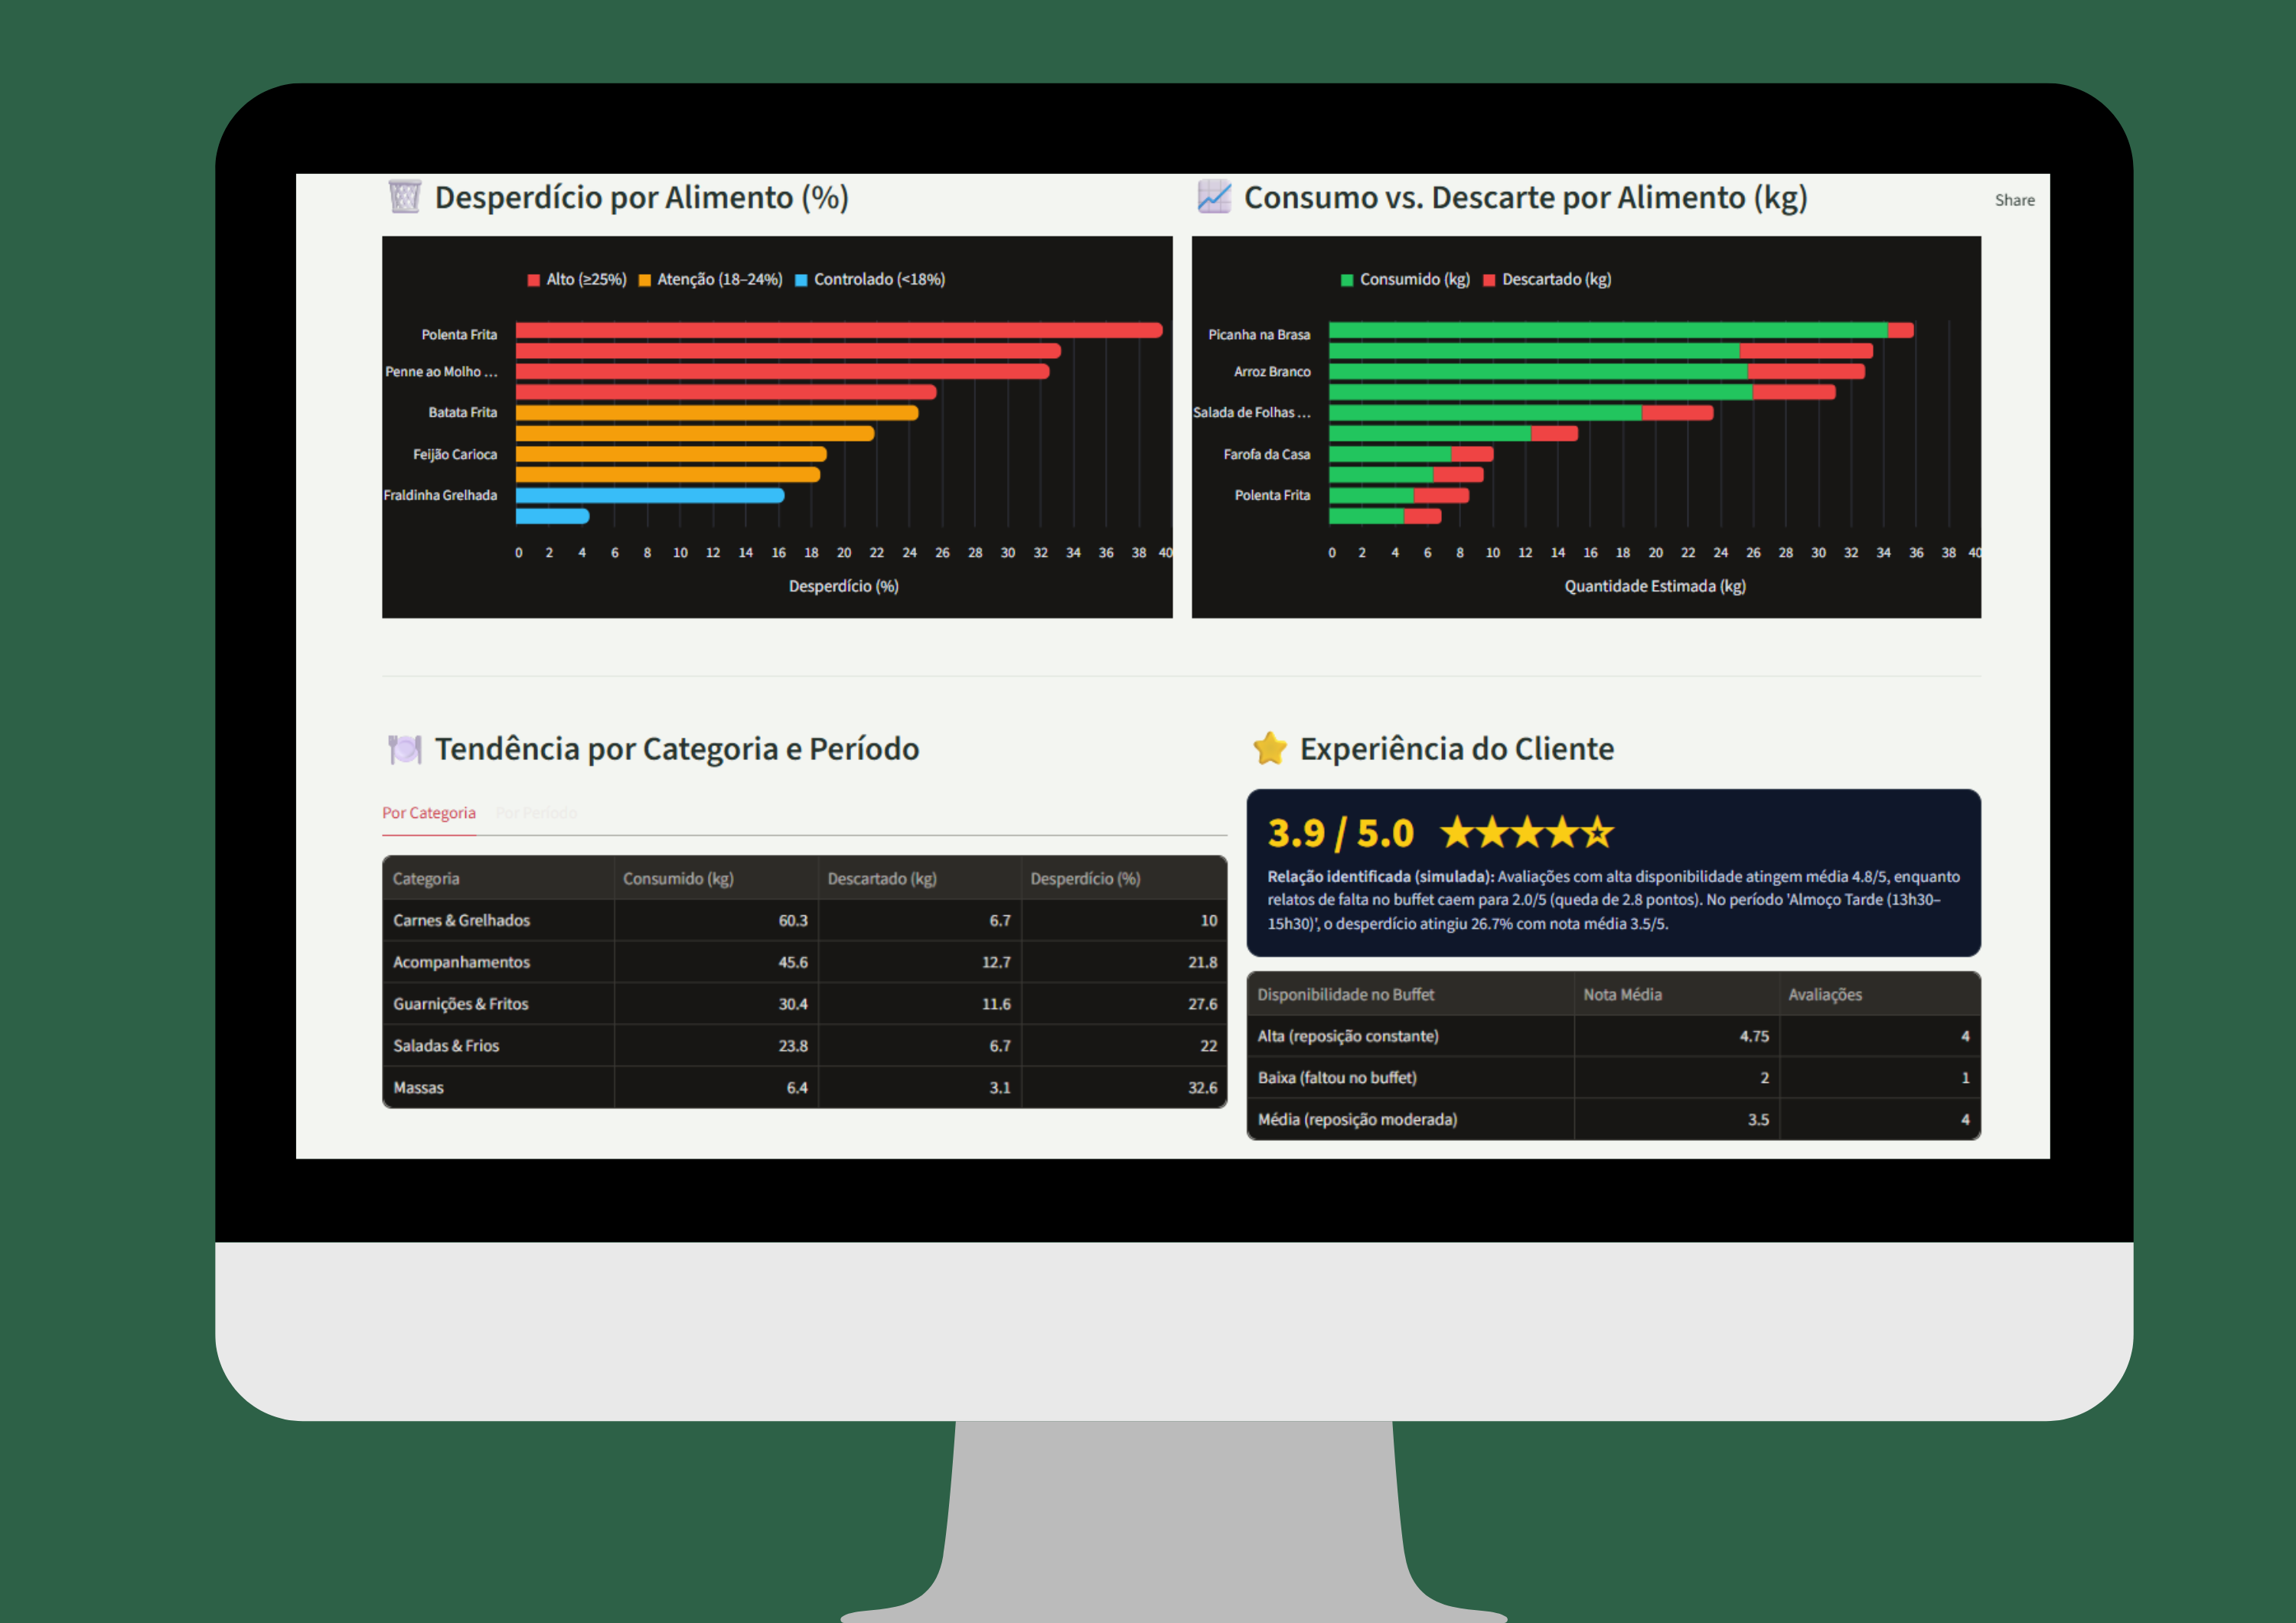 Desperdício por Alimento (%)
Alto (≥25%) Atenção (18–24%) Controlado (<18%)
Polenta Frita
Penne ao Molho ...
Batata Frita
Feijão Carioca
Fraldinha Grelhada
0 2 4 6 8 10 12 14 16 18 20 22 24 26 28 30 32 34 36 38 40
Desperdício (%)
Consumo vs. Descarte por Alimento (kg)
Share
Consumido (kg) Descartado (kg)
Picanha na Brasa
Arroz Branco
Salada de Folhas ...
Farofa da Casa
Polenta Frita
0 2 4 6 8 10 12 14 16 18 20 22 24 26 28 30 32 34 36 38 40
Quantidade Estimada (kg)
Tendência por Categoria e Período
Por Categoria Por Período
Categoria Consumido (kg) Descartado (kg) Desperdício (%)
Carnes & Grelhados 60.3 6.7 10
Acompanhamentos 45.6 12.7 21.8
Guarnições & Fritos 30.4 11.6 27.6
Saladas & Frios 23.8 6.7 22
Massas 6.4 3.1 32.6
Experiência do Cliente
3.9 / 5.0 ★★★★☆
Relação identificada (simulada): Avaliações com alta disponibilidade atingem média 4.8/5, enquanto
relatos de falta no buffet caem para 2.0/5 (queda de 2.8 pontos). No período 'Almoço Tarde (13h30–
15h30)', o desperdício atingiu 26.7% com nota média 3.5/5.
Disponibilidade no Buffet Nota Média Avaliações
Alta (reposição constante) 4.75 4
Baixa (faltou no buffet) 2 1
Média (reposição moderada) 3.5 4